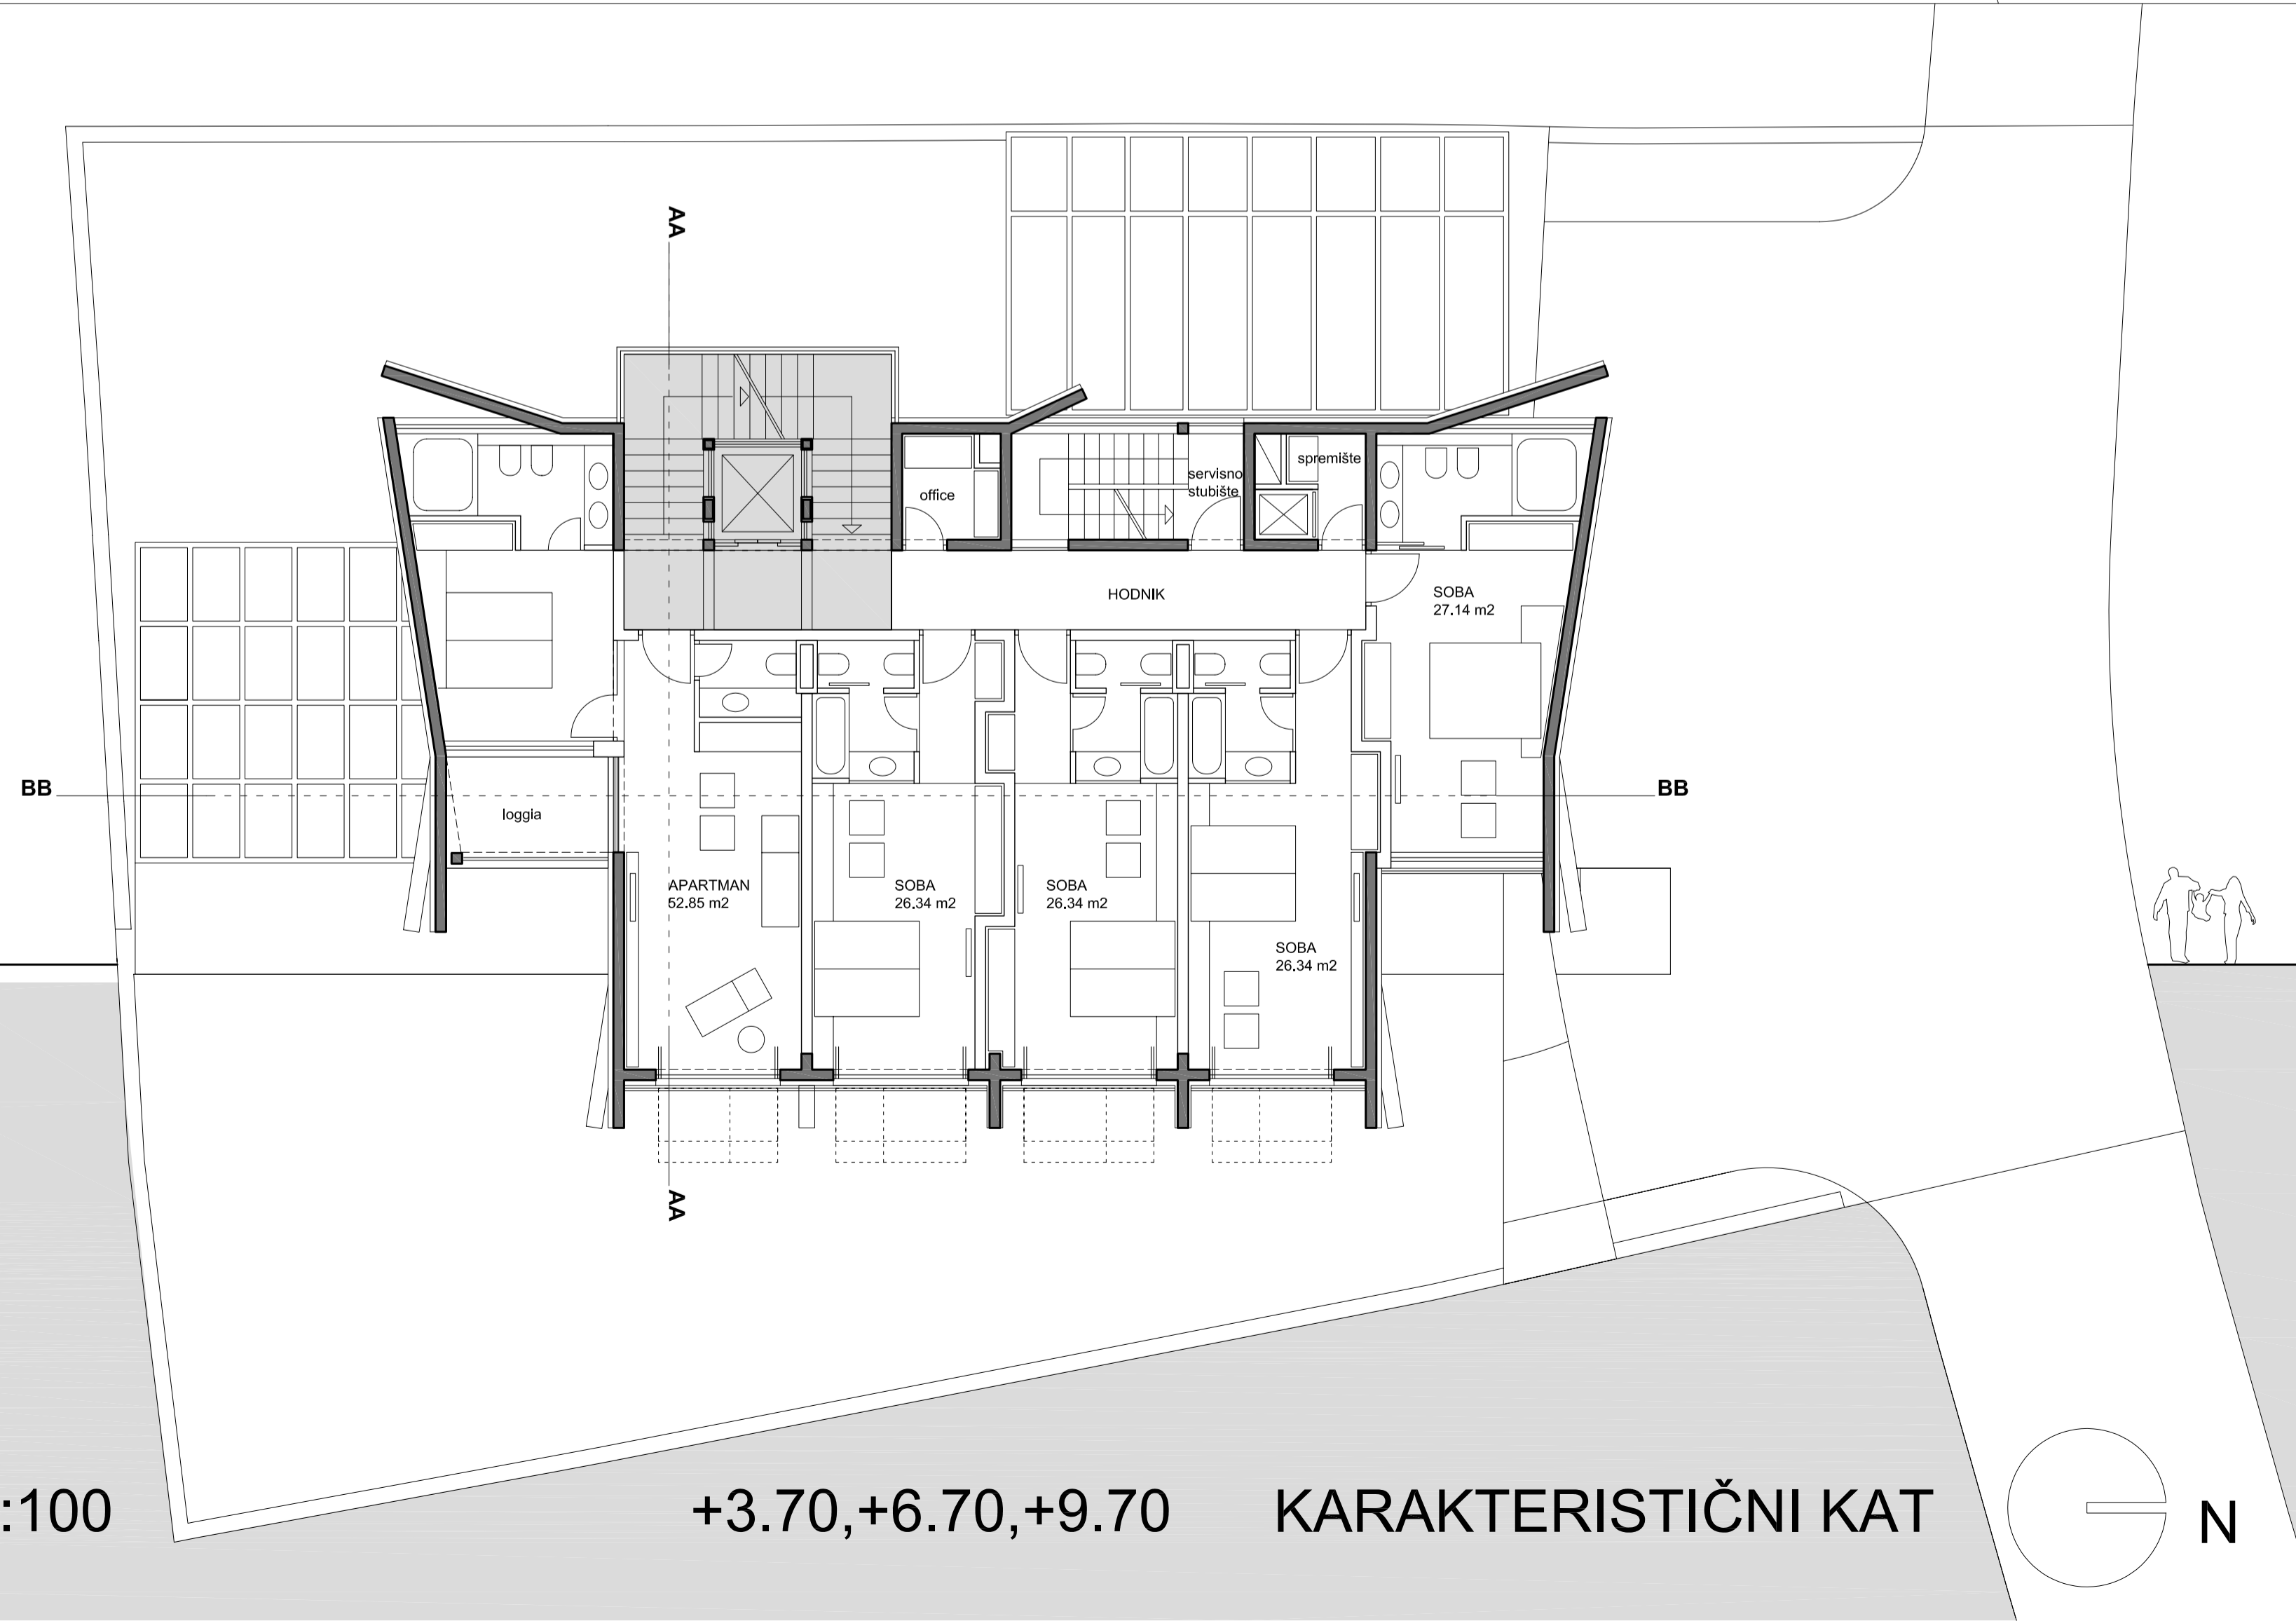 AA
office
servisno
stubište
spremište
HODNIK
SOBA
27.14 m2
BB
BB
loggia
APARTMAN
52.85 m2
SOBA
26.34 m2
SOBA
26.34 m2
SOBA
26.34 m2
AA
:100
+3.70,+6.70,+9.70
KARAKTERISTIČNI KAT
N